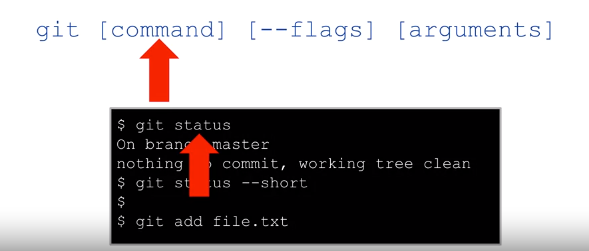 git [command] [--flags] [arguments]
$ git status
On branch master
nothing to commit, working tree clean
$ git status --short
$
$ git add file.txt